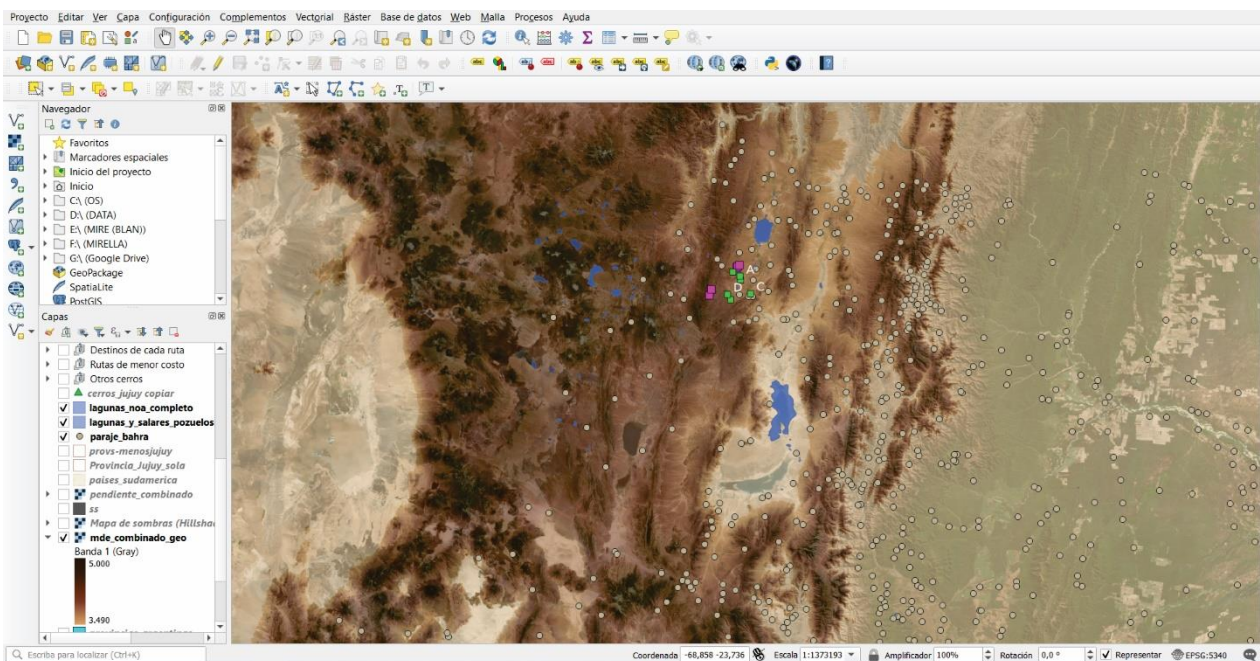 Proyecto Editar Ver Capa Configuración Complementos Vectorial Ráster Base de datos Web Malla Procesos Ayuda
Navegador
Favoritos
Marcadores espaciales
Inicio del proyecto
Inicio
C:\ (OS)
D:\ (DATA)
E:\ (MIRE (BLAN))
F:\ (MIRELLA)
G:\ (Google Drive)
GeoPackage
SpatiaLite
PostGIS
Capas
Destinos de cada ruta
Rutas de menor costo
Otros cerros
cerros_jujuy copiar
lagunas_noa_completo
lagunas_y_salares_pozuelos
paraje_bahra
provs-menosjujuy
Provincia_Jujuy_sola
paises_sudamerica
pendiente_combinado
ss
Mapa de sombras (Hillsha
mde_combinado_geo
Banda 1 (Gray)
5.000
3.490
A
D C
Escriba para localizar (Ctrl+K) Coordenada -68,858 -23,736 Escala 1:1373193 Amplificador 100% Rotación 0,0 ° Representar EPSG:5340